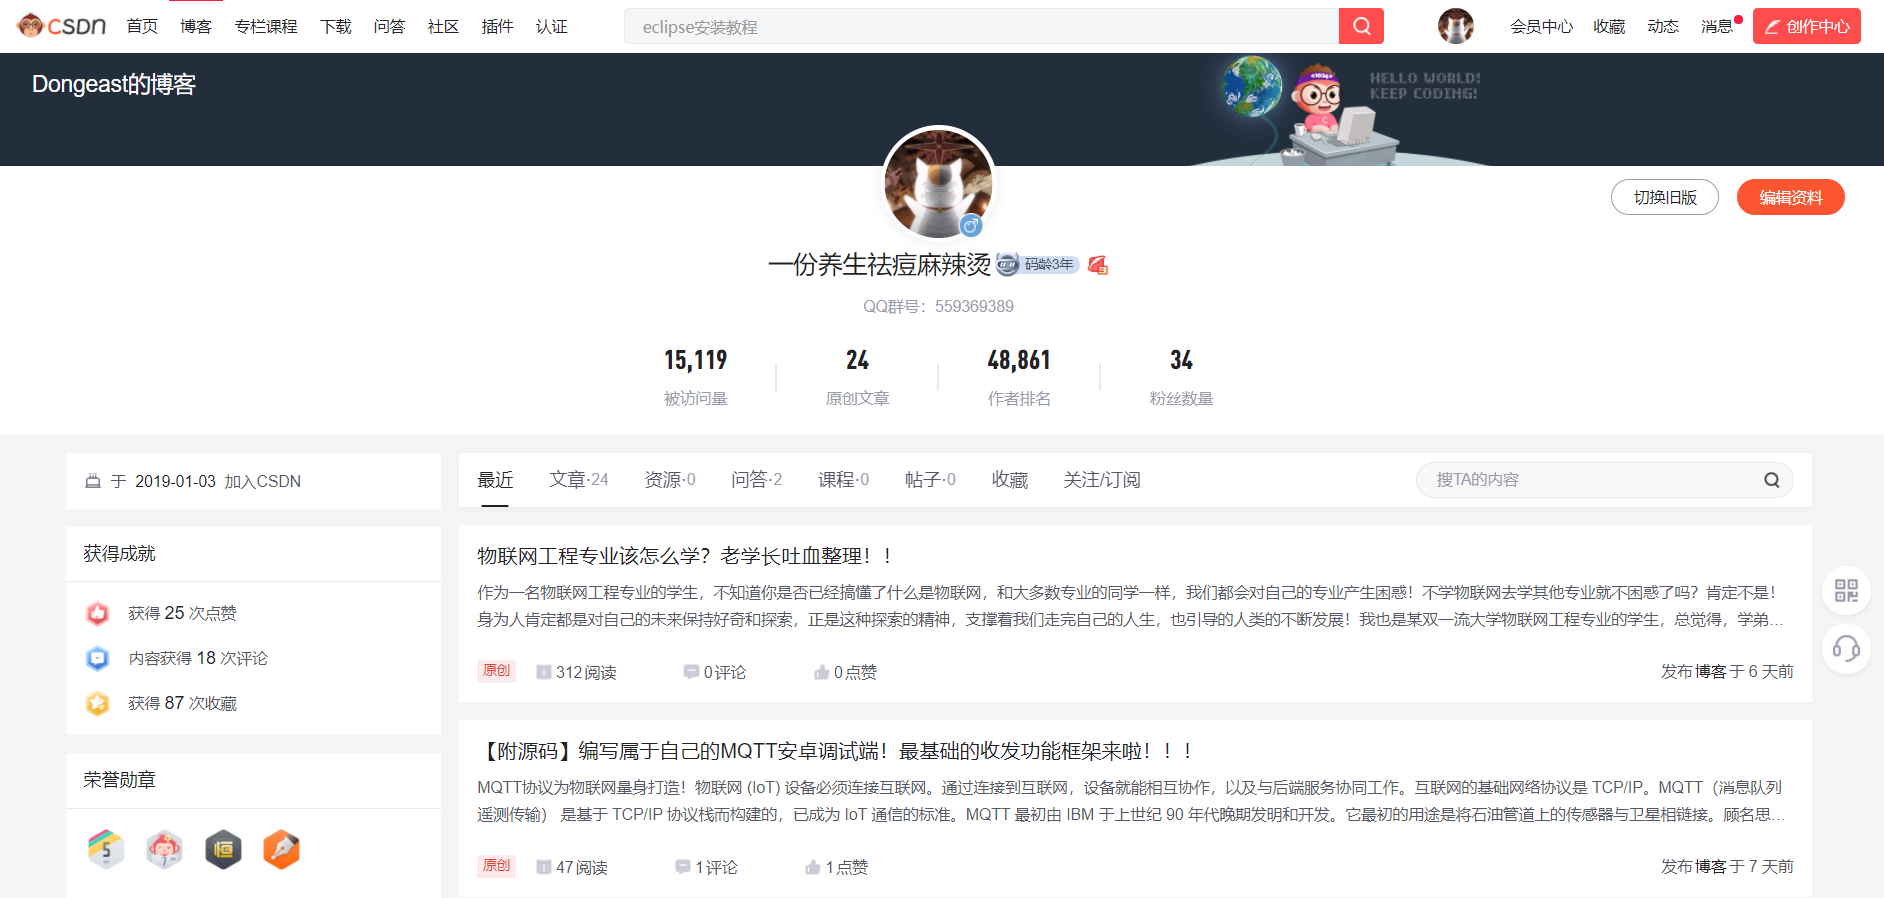 CSDN 首页 博客 专栏课程 下载 问答 社区 插件 认证 eclipse安装教程 会员中心 收藏 动态 消息 创作中心
Dongeast的博客
HELLO WORLD!
KEEP CODING!
切换旧版 编辑资料
一份养生祛痘麻辣烫 码龄3年
QQ群号：559369389
15,119 24 48,861 34
被访问量 原创文章 作者排名 粉丝数量
于 2019-01-03 加入CSDN
获得成就
获得 25 次点赞
内容获得 18 次评论
获得 87 次收藏
荣誉勋章
5 1 恒
最近 文章·24 资源·0 问答·2 课程·0 帖子·0 收藏 关注/订阅 搜TA的内容
物联网工程专业该怎么学？老学长吐血整理！！
作为一名物联网工程专业的学生，不知道你是否已经搞懂了什么是物联网，和大多数专业的同学一样，我们都会对自己的专业产生困惑！不学物联网去学其他专业就不困惑了吗？肯定不是！
身为人肯定都是对自己的未来保持好奇和探索，正是这种探索的精神，支撑着我们走完自己的人生，也引导的人类的不断发展！我也是某双一流大学物联网工程专业的学生，总觉得，学弟…
原创 312阅读 0评论 0点赞 发布博客于 6 天前
【附源码】编写属于自己的MQTT安卓调试端！最基础的收发功能框架来啦！！！
MQTT协议为物联网量身打造！物联网 (IoT) 设备必须连接互联网。通过连接到互联网，设备就能相互协作，以及与后端服务协同工作。互联网的基础网络协议是 TCP/IP。MQTT（消息队列
遥测传输） 是基于 TCP/IP 协议栈而构建的，已成为 IoT 通信的标准。MQTT 最初由 IBM 于上世纪 90 年代晚期发明和开发。它最初的用途是将石油管道上的传感器与卫星相链接。顾名思…
原创 47阅读 1评论 1点赞 发布博客于 7 天前